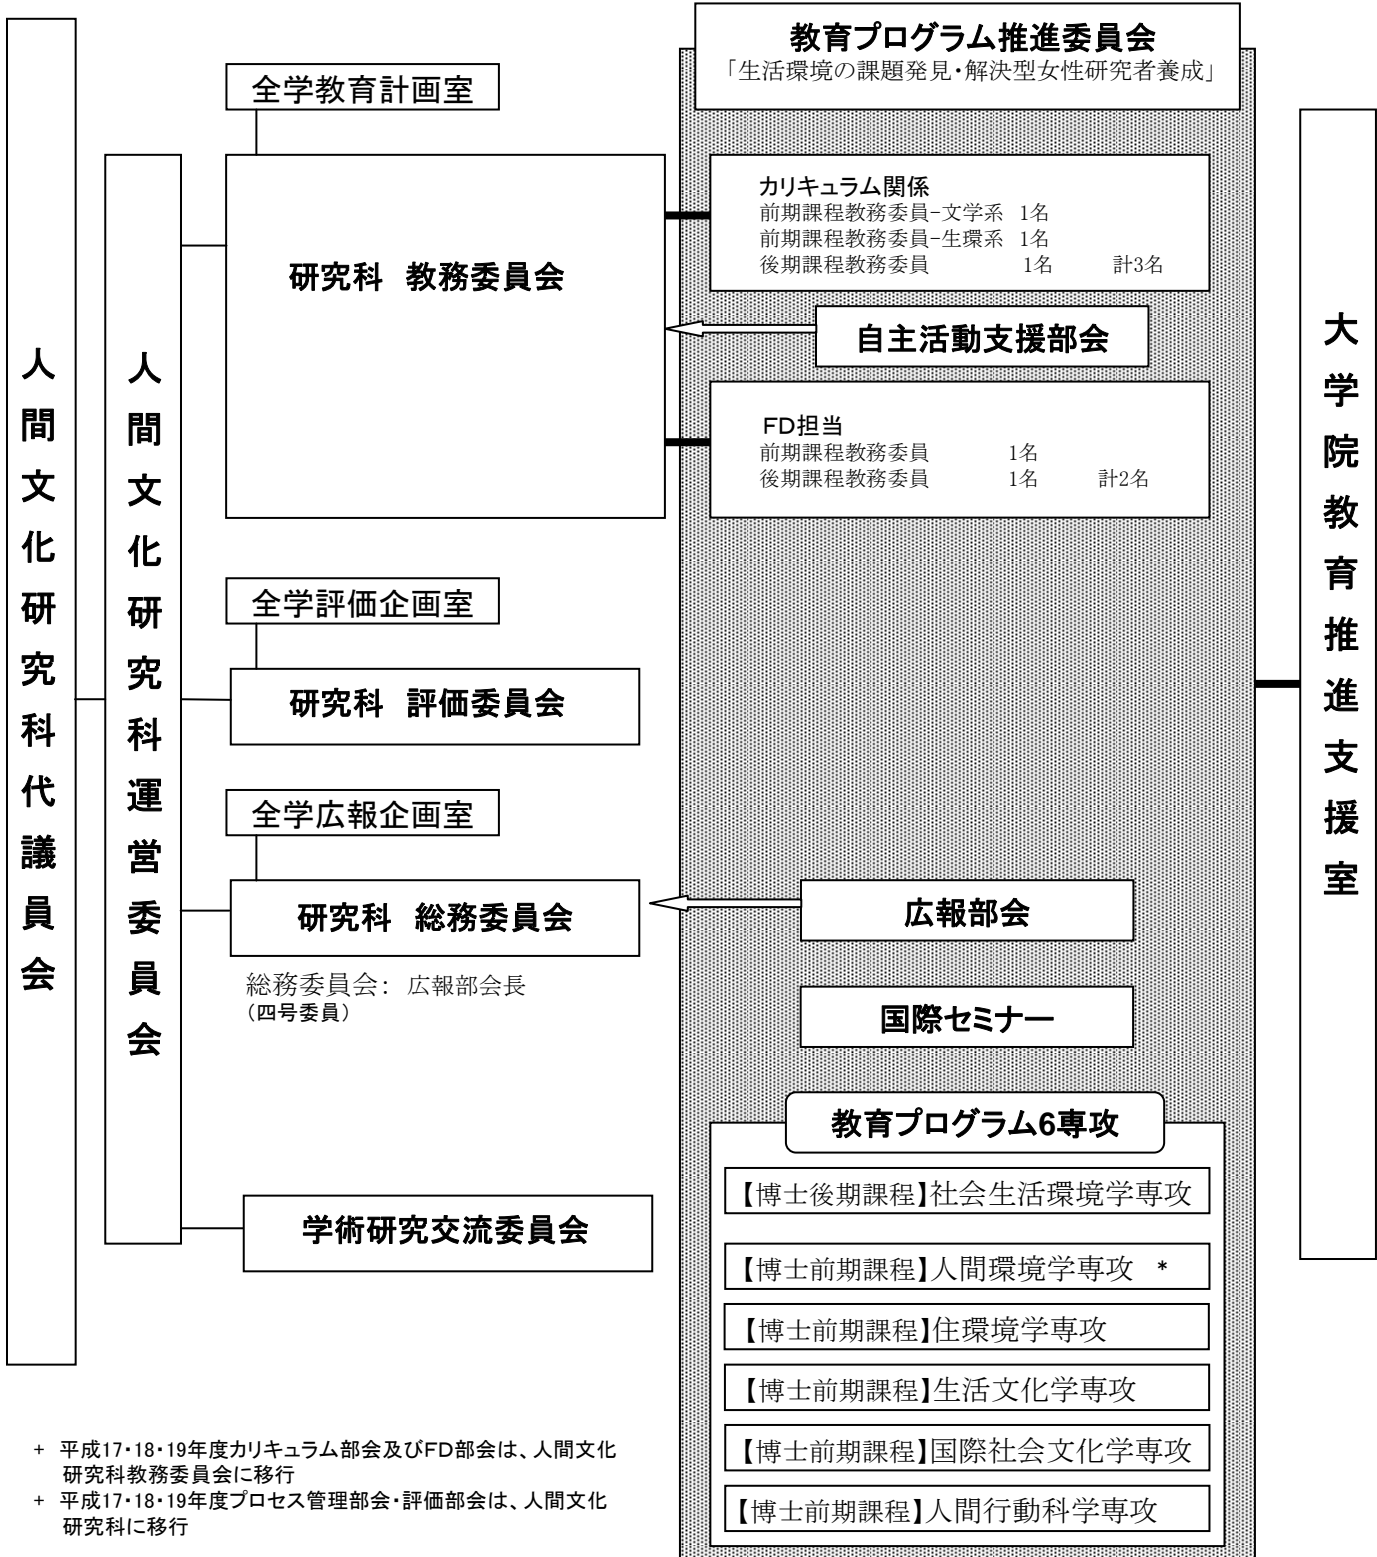 教育プログラム推進委員会
「生活環境の課題発見・解決型女性研究者養成」
人間文化研究科代議員会
人間文化研究科運営委員会
全学教育計画室
研究科 教務委員会
カリキュラム関係
前期課程教務委員-文学系 1名
前期課程教務委員-生環系 1名
後期課程教務委員 1名 計3名
自主活動支援部会
FD担当
前期課程教務委員 1名
後期課程教務委員 1名 計2名
全学評価企画室
研究科 評価委員会
全学広報企画室
研究科 総務委員会
総務委員会: 広報部会長
(四号委員)
広報部会
国際セミナー
学術研究交流委員会
教育プログラム6専攻
【博士後期課程】社会生活環境学専攻
【博士前期課程】人間環境学専攻 *
【博士前期課程】住環境学専攻
【博士前期課程】生活文化学専攻
【博士前期課程】国際社会文化学専攻
【博士前期課程】人間行動科学専攻
大学院教育推進支援室
+ 平成17・18・19年度カリキュラム部会及びFD部会は、人間文化
研究科教務委員会に移行
+ 平成17・18・19年度プロセス管理部会・評価部会は、人間文化
研究科に移行